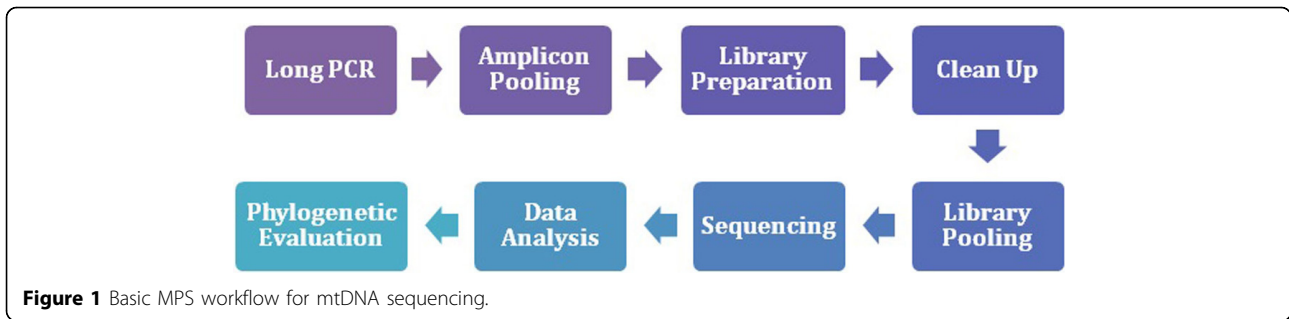 Long PCR
Amplicon
Pooling
Library
Preparation
Clean Up
Library
Pooling
Sequencing
Data
Analysis
Phylogenetic
Evaluation
Figure 1 Basic MPS workflow for mtDNA sequencing.